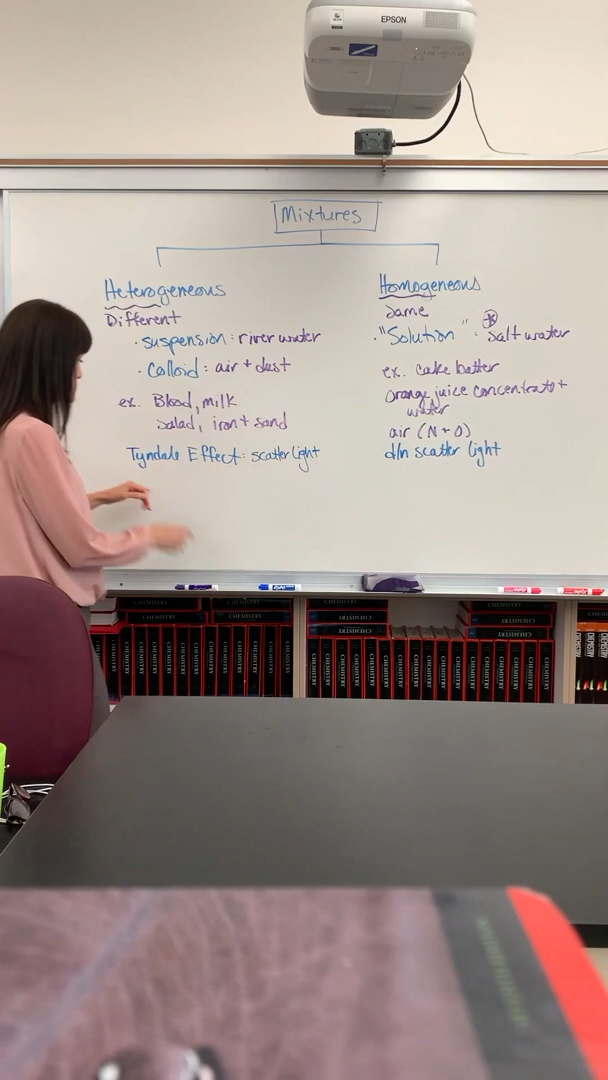 EPSON
Mixtures
Heterogeneous
Different
· suspension : river water
· Colloid : air + dust
ex. Blood, milk
salad, iron + sand
Tyndale Effect: scatter light
Homogeneous
Same
· "Solution" : salt water
ex. cake batter
orange juice concentrate +
water
air (N + O)
d/n scatter light
CHEMISTRY